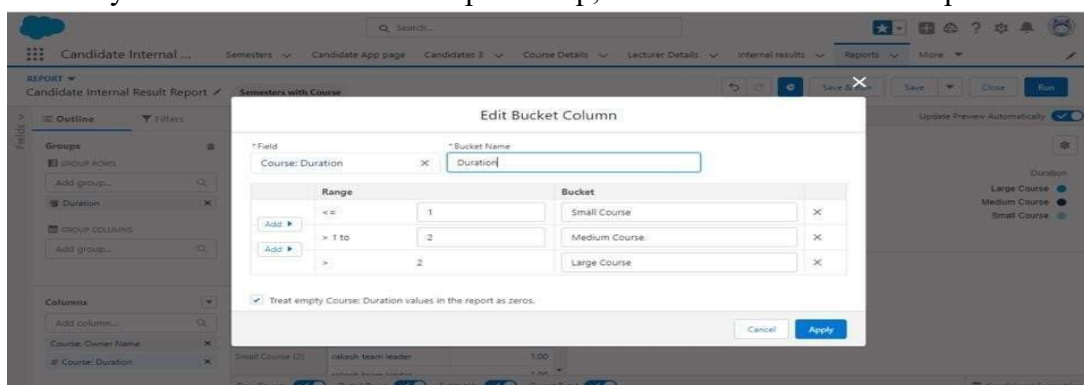 Search...
Candidate Internal ... Semesters Candidate App page Candidates 3 Course Details Lecturer Details Internal results Reports More
REPORT
Candidate Internal Result Report Semesters with Course Save & Run Save Close Run
Fields
Outline Filters Update Preview Automatically
Groups
GROUP ROWS
Add group...
Duration
GROUP COLUMNS
Add group...
Columns
Add column...
Course: Owner Name
# Course: Duration
Edit Bucket Column
* Field * Bucket Name
Course: Duration Duration
Range Bucket
Add
<= 1 Small Course
> 1 to 2 Medium Course
Add
> 2 Large Course
Treat empty Course: Duration values in the report as zeros.
Cancel Apply
Duration
Large Course
Medium Course
Small Course
Small Course (2) rakesh team leader 1.00